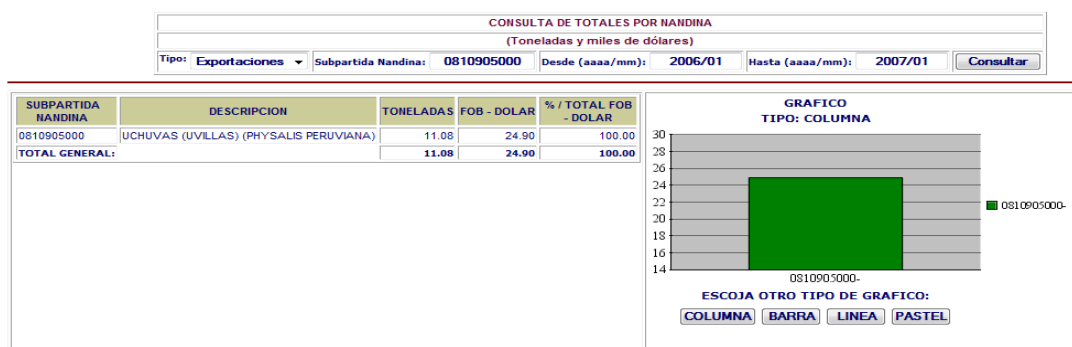 CONSULTA DE TOTALES POR NANDINA
(Toneladas y miles de dólares)
Tipo: Exportaciones Subpartida Nandina: 0810905000 Desde (aaaa/mm): 2006/01 Hasta (aaaa/mm): 2007/01 Consultar
SUBPARTIDA NANDINA DESCRIPCION TONELADAS FOB - DOLAR % / TOTAL FOB - DOLAR
0810905000 UCHUVAS (UVILLAS) (PHYSALIS PERUVIANA) 11.08 24.90 100.00
TOTAL GENERAL: 11.08 24.90 100.00
GRAFICO
TIPO: COLUMNA
30
28
26
24
22
20
18
16
14
0810905000-
0810905000-
ESCOJA OTRO TIPO DE GRAFICO:
COLUMNA BARRA LINEA PASTEL